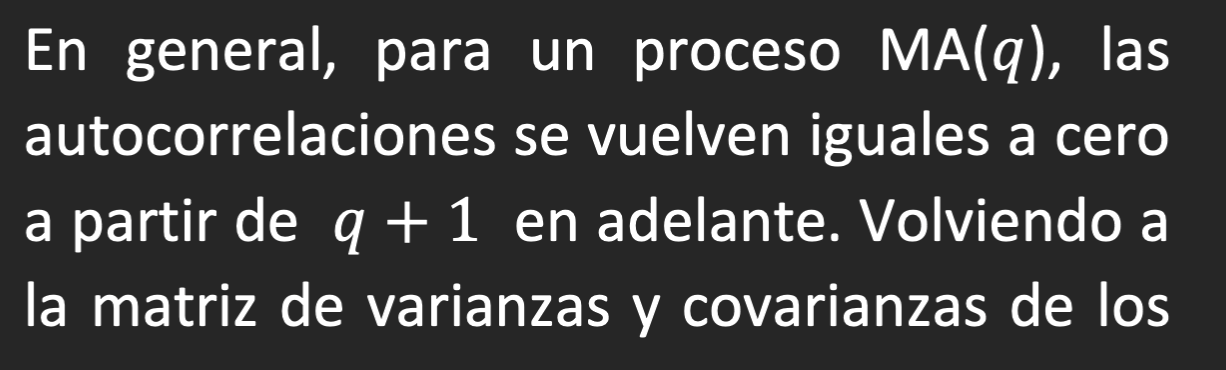 En general, para un proceso MA(q), las
autocorrelaciones se vuelven iguales a cero
a partir de q + 1 en adelante. Volviendo a
la matriz de varianzas y covarianzas de los